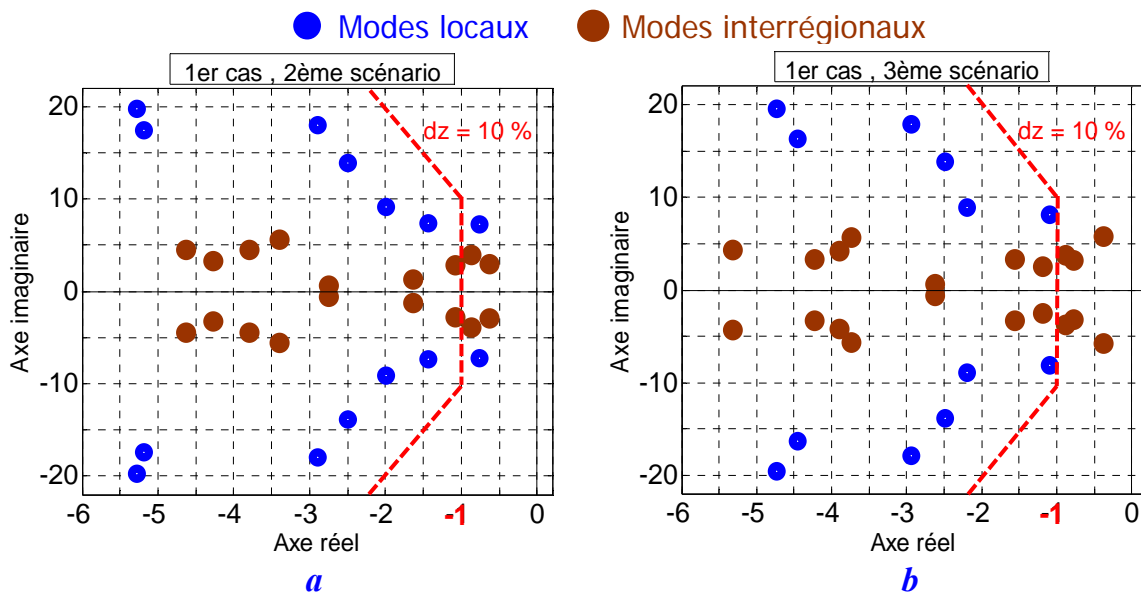 Modes locaux
Modes interrégionaux
1er cas , 2ème scénario
20
10
0
-10
-20
Axe imaginaire
dz = 10 %
-6
-5
-4
-3
-2
-1
0
Axe réel
a
1er cas , 3ème scénario
20
10
0
-10
-20
Axe imaginaire
dz = 10 %
-6
-5
-4
-3
-2
-1
0
Axe réel
b